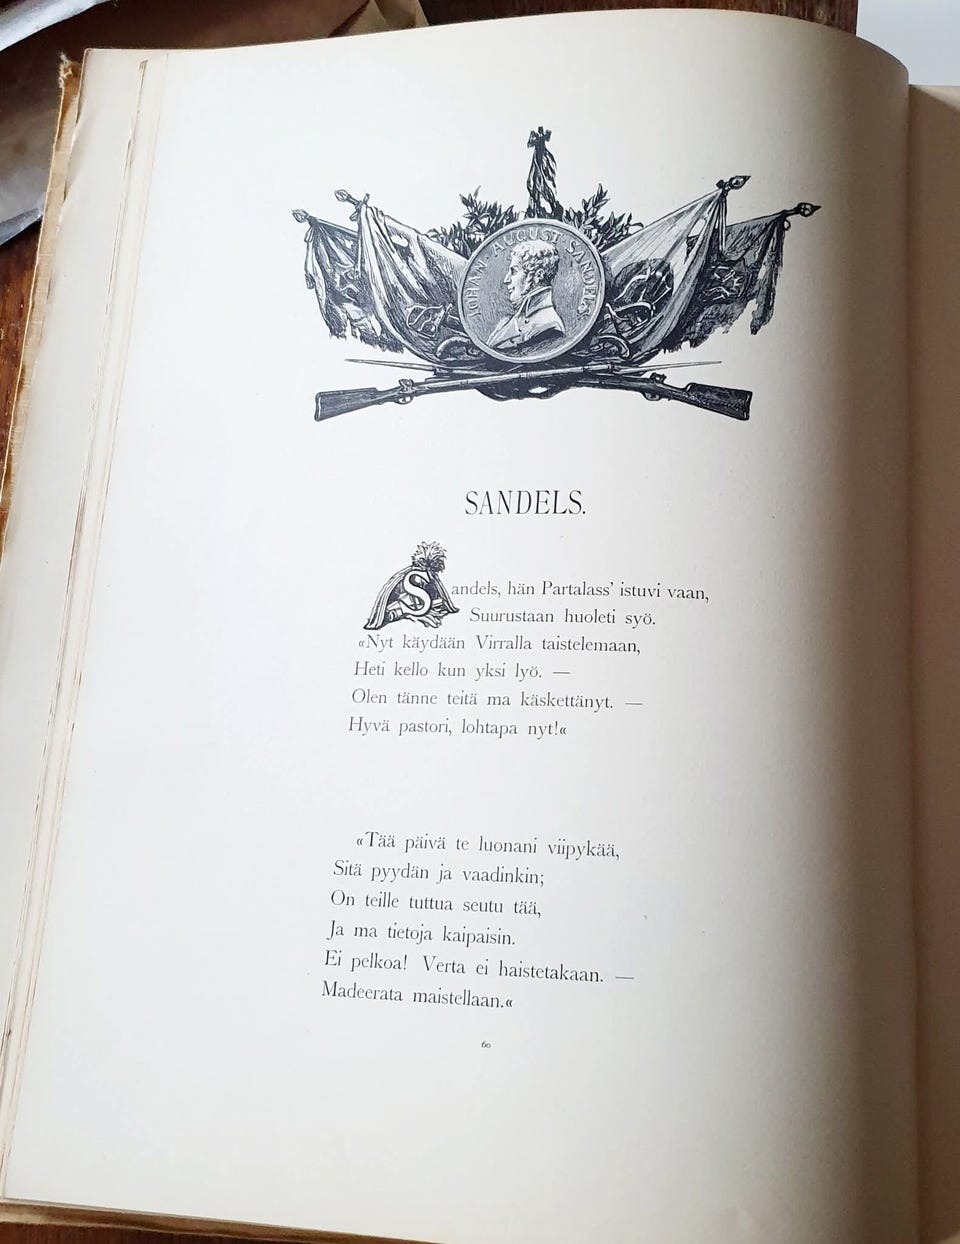 JOHAN AUGUST SANDELS
SANDELS.
Sandels, hän Partalass' istuvi vaan,
Suurustaan huoleti syö.
«Nyt käydään Virralla taistelemaan,
Heti kello kun yksi lyö. —
Olen tänne teitä ma käskettänyt. —
Hyvä pastori, lohtapa nyt!«
«Tää päivä te luonani viipykää,
Sitä pyydän ja vaadinkin;
On teille tuttua seutu tää,
Ja ma tietoja kaipaisin.
Ei pelkoa! Verta ei haistetakaan. —
Madeerata maistellaan.«
60